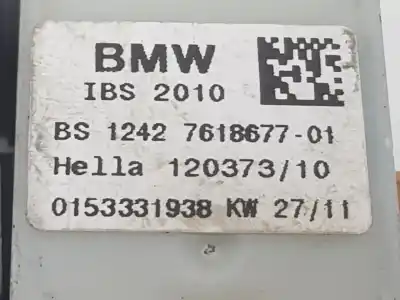 BMW
IBS 2010
BS 1242 7618677-01
Hella 120373/10
0153331938 KW 27/11